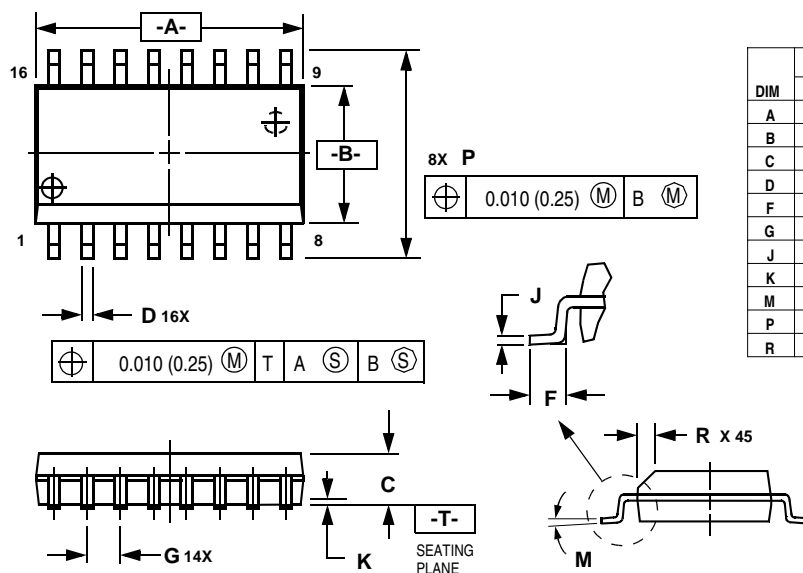 -A-
16
9
-B-
8X P
⌖ 0.010 (0.25) Ⓜ B Ⓜ
1
8
D 16X
⌖ 0.010 (0.25) Ⓜ T A Ⓢ B Ⓢ
J
F
R X 45
C
-T-
SEATING
PLANE
G 14X
K
M
DIM
A
B
C
D
F
G
J
K
M
P
R